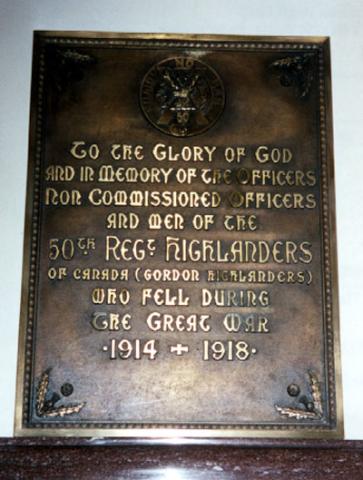 50
To the Glory of God
and in Memory of the Officers
Non Commissioned Officers
and men of the
50th Regt Highlanders
of Canada (Gordon Highlanders)
who fell during
the Great War
·1914 + 1918·